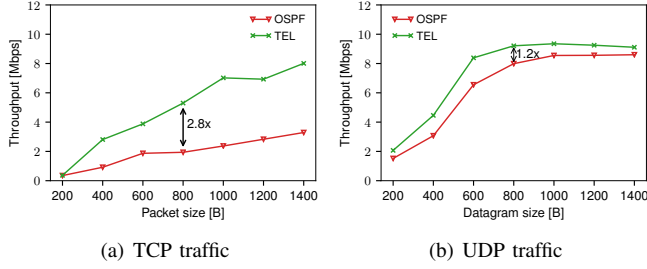 12
10
8
6
4
2
0
Throughput [Mbps]
OSPF
TEL
2.8x
200 400 600 800 1000 1200 1400
Packet size [B]
(a) TCP traffic
12
10
8
6
4
2
0
Throughput [Mbps]
OSPF
TEL
1.2x
200 400 600 800 1000 1200 1400
Datagram size [B]
(b) UDP traffic